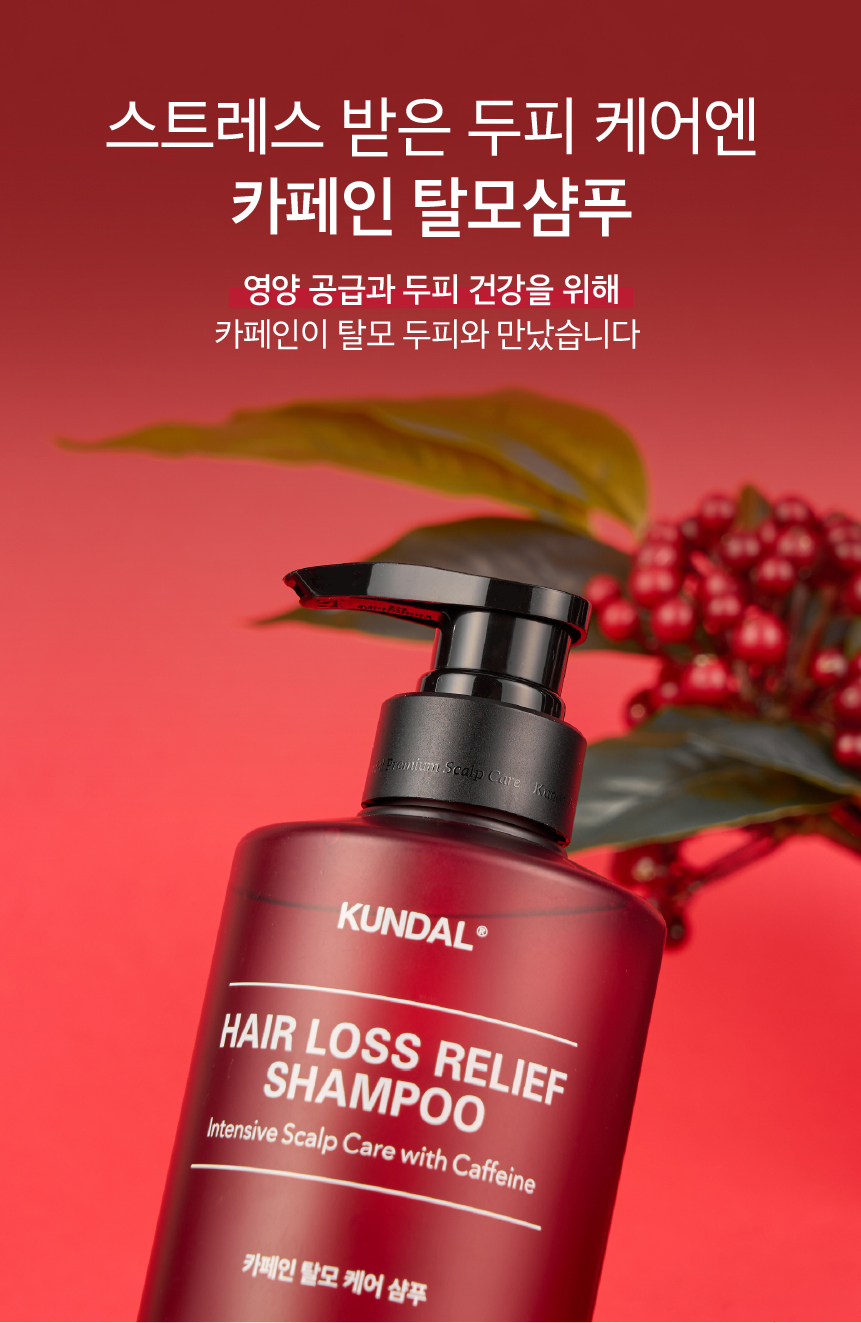 스트레스 받은 두피 케어엔
카페인 탈모샴푸
영양 공급과 두피 건강을 위해
카페인이 탈모 두피와 만났습니다
Premium Scalp Care
KUNDAL®
HAIR LOSS RELIEF
SHAMPOO
Intensive Scalp Care with Caffeine
카페인 탈모 케어 샴푸